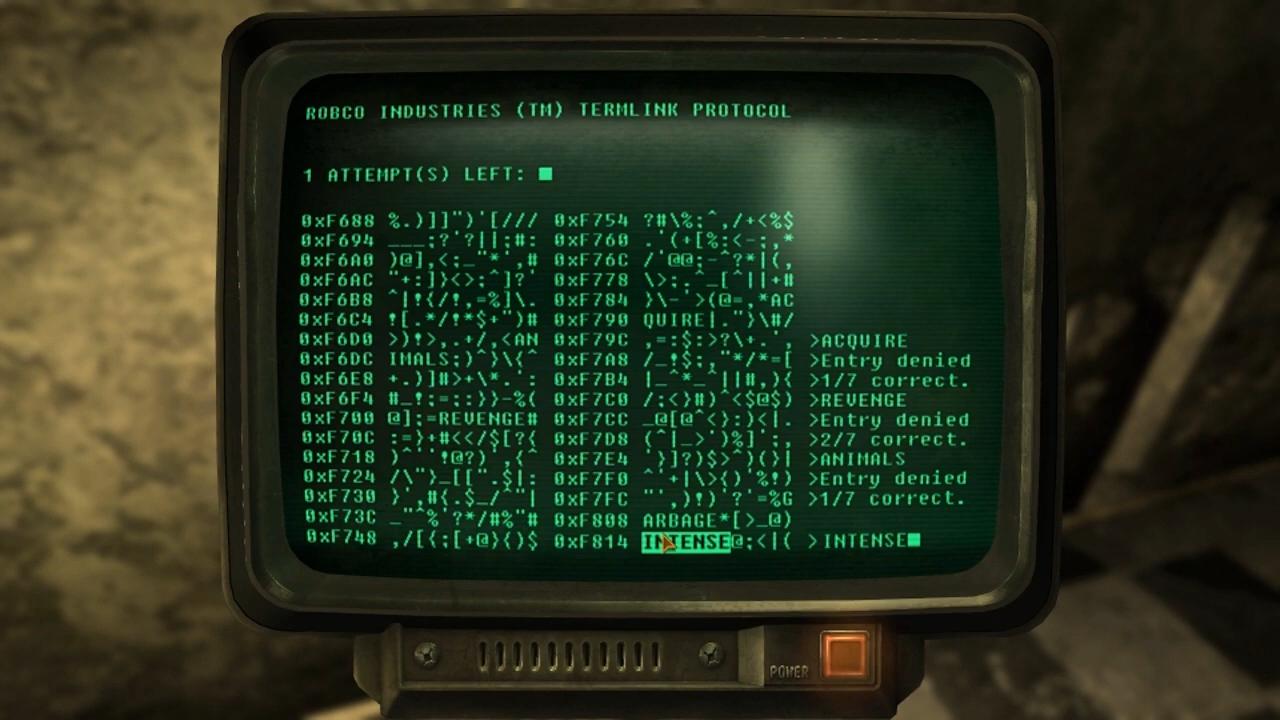 ROBCO INDUSTRIES (TM) TERMLINK PROTOCOL
1 ATTEMPT(S) LEFT: ■
0xF688 %.)]]")'[/// 0xF754 ?#\%;^,/+<%$
0xF694 ___;?'?||;#: 0xF760 .'(+[%:<-;,*
0xF6A0 )@],<;_"*',# 0xF76C /'@@;-^?*|(,
0xF6AC "+:]}<>;^]?' 0xF778 \>:,^_[^||+#
0xF6B8 ^|!{/!,=%]\. 0xF784 }\-'>(@=,*AC
0xF6C4 ![.*/!*$+")# 0xF790 QUIRE|."}\#/
0xF6D0 >)!>,.+/,<AN 0xF79C ,=:$:>?\+.', >ACQUIRE
0xF6DC IMALS;)^}\{^ 0xF7A8 /_!$;,"*/*=[ >Entry denied
0xF6E8 +.)]#>+\*.': 0xF7B4 |_^*_^||#,){ >1/7 correct.
0xF6F4 #_!:=;:}}-%( 0xF7C0 /;<}#)^<$@$) >REVENGE
0xF700 @];=REVENGE# 0xF7CC _@[@^<}:)<|. >Entry denied
0xF70C :=}+#<</$[?{ 0xF7D8 (^|_>')%]';, >2/7 correct.
0xF718 )^''!@?)',{^ 0xF7E4 '}]?)$>^)()| >ANIMALS
0xF724 /\"}_[[".$|: 0xF7F0 ^'+|\>{)'%!) >Entry denied
0xF730 }',#{.$_/^"| 0xF7FC "',)!)'?'=%G >1/7 correct.
0xF73C _"^%'?*/#%"# 0xF808 ARBAGE*[>_@)
0xF748 ,/[{;[+@}{)$ 0xF814 INTENSE@;<|( >INTENSE■
POWER